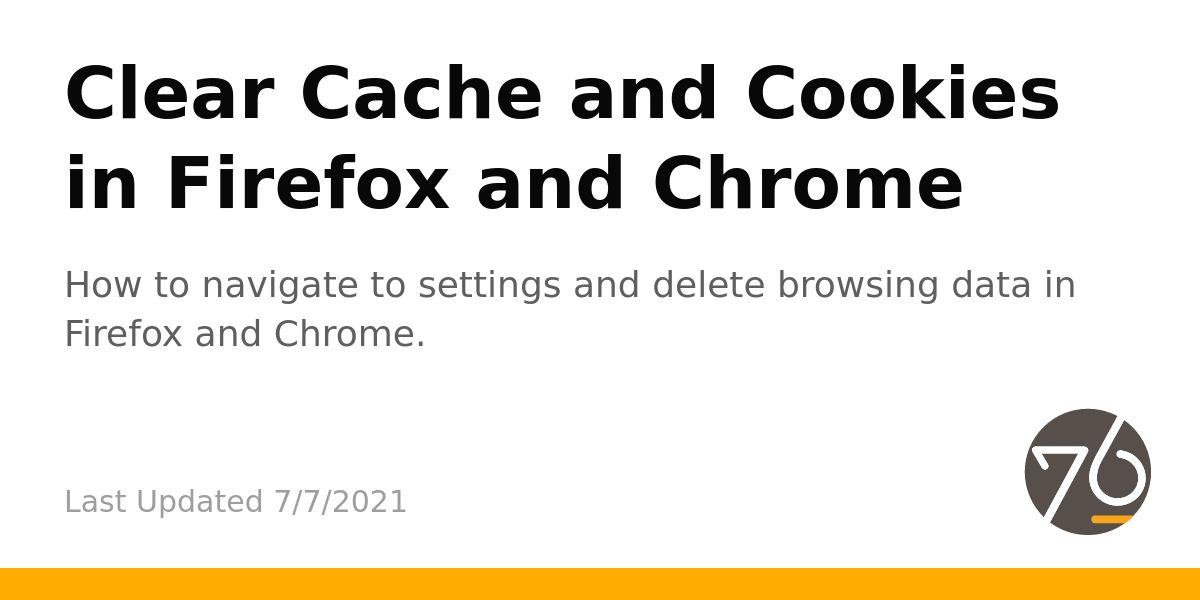 Clear Cache and Cookies
in Firefox and Chrome
How to navigate to settings and delete browsing data in
Firefox and Chrome.
Last Updated 7/7/2021
76